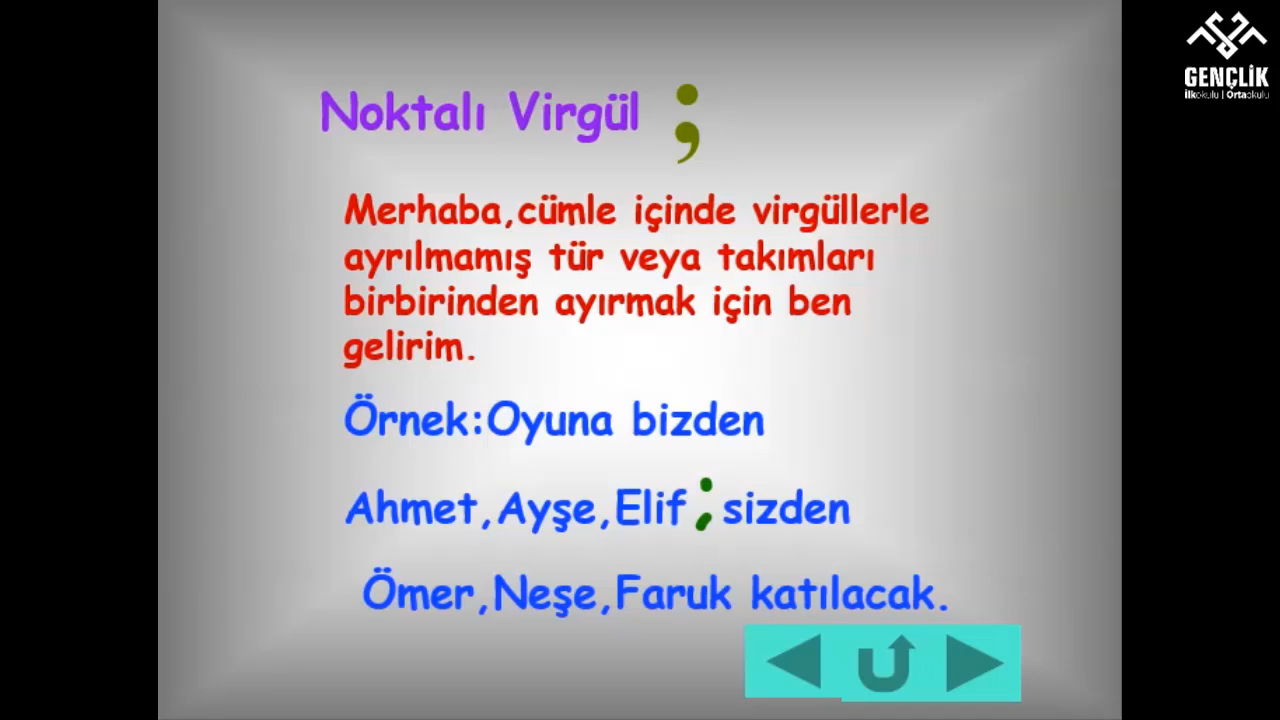 GENÇLİK
İlkokulu | Ortaokulu
Noktalı Virgül ;
Merhaba,cümle içinde virgüllerle
ayrılmamış tür veya takımları
birbirinden ayırmak için ben
gelirim.
Örnek:Oyuna bizden
Ahmet,Ayşe,Elif;sizden
Ömer,Neşe,Faruk katılacak.